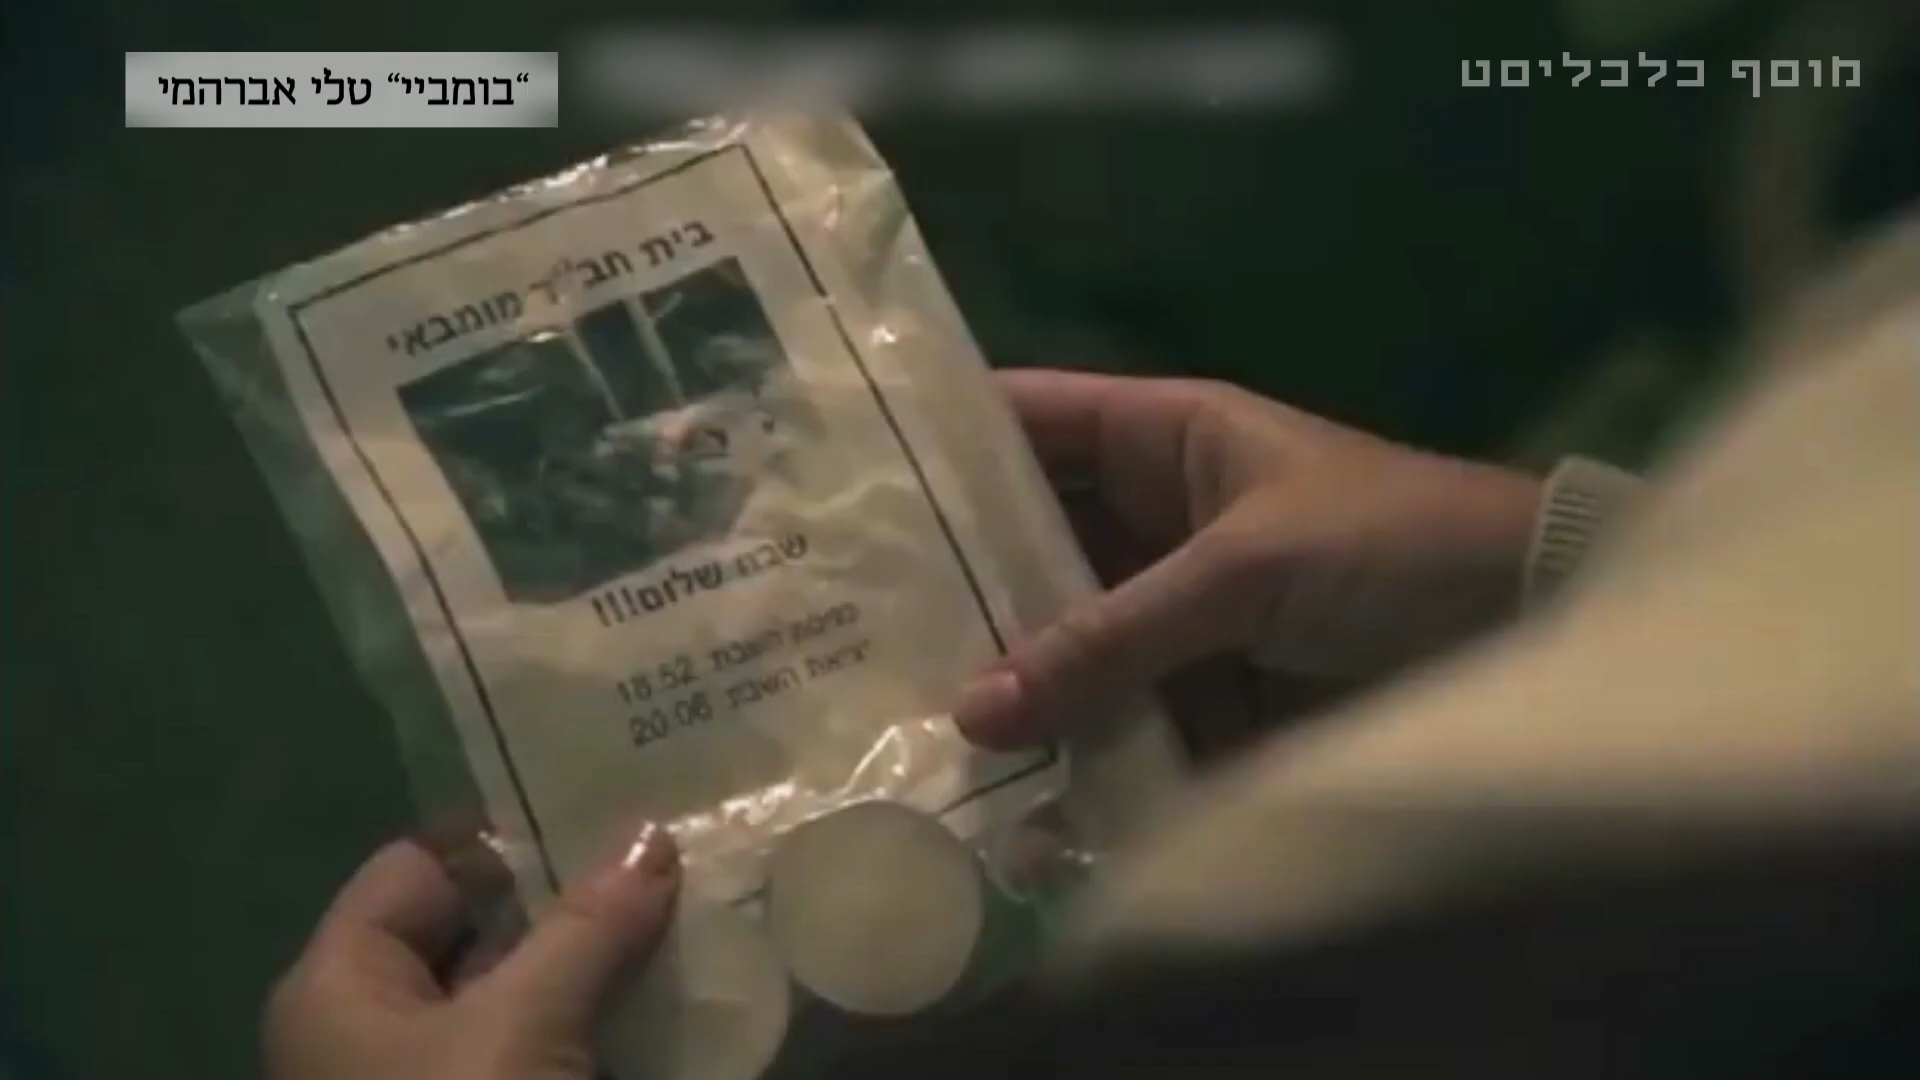 מוסף כלכליסט
“בומביי“ טלי אברהמי
בית חב"ד מומבאי
שבת שלום!!!
כניסת השבת 18:52
יציאת השבת 20:06